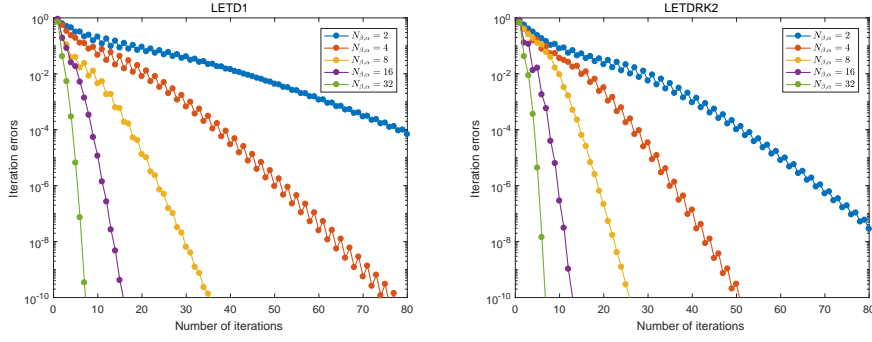 LETD1
10^0
10^-2
10^-4
10^-6
10^-8
10^-10
Iteration errors
0 10 20 30 40 50 60 70 80
Number of iterations
N_{β,α} = 2
N_{β,α} = 4
N_{β,α} = 8
N_{β,α} = 16
N_{β,α} = 32
LETDRK2
10^0
10^-2
10^-4
10^-6
10^-8
10^-10
Iteration errors
0 10 20 30 40 50 60 70 80
Number of iterations
N_{β,α} = 2
N_{β,α} = 4
N_{β,α} = 8
N_{β,α} = 16
N_{β,α} = 32